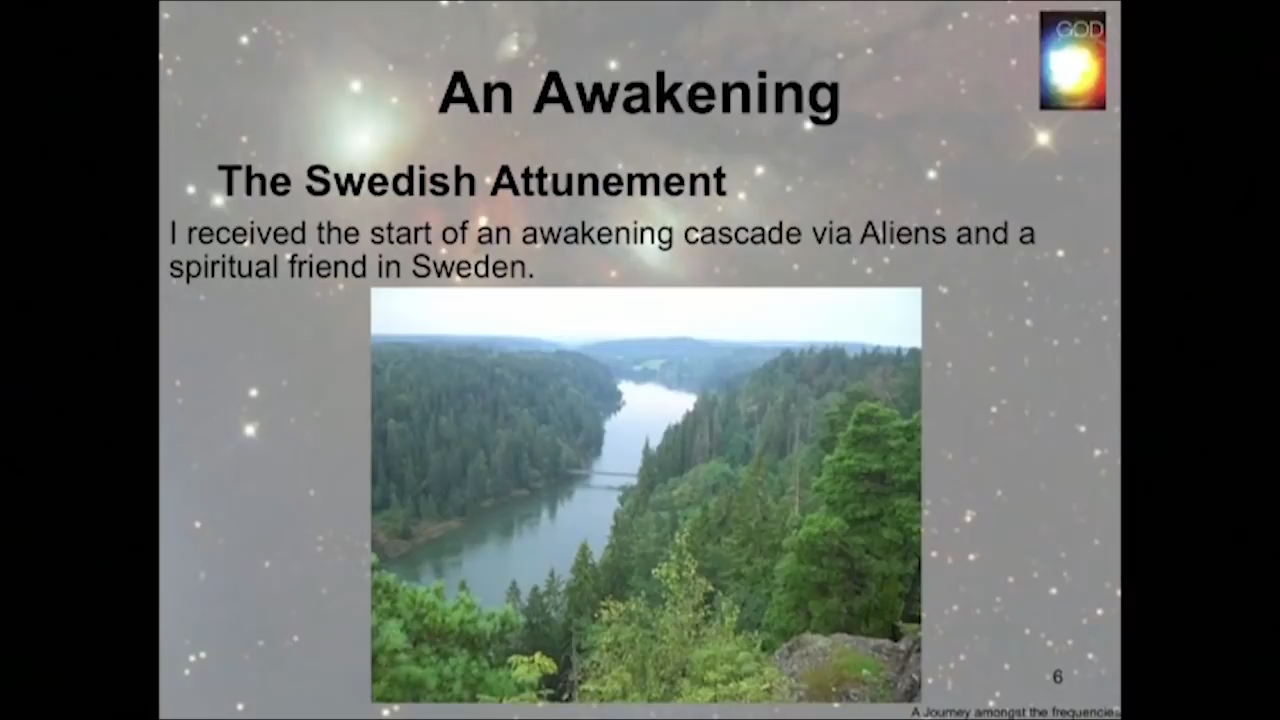 GOD
An Awakening
The Swedish Attunement
I received the start of an awakening cascade via Aliens and a
spiritual friend in Sweden.
6
A Journey amongst the frequencies